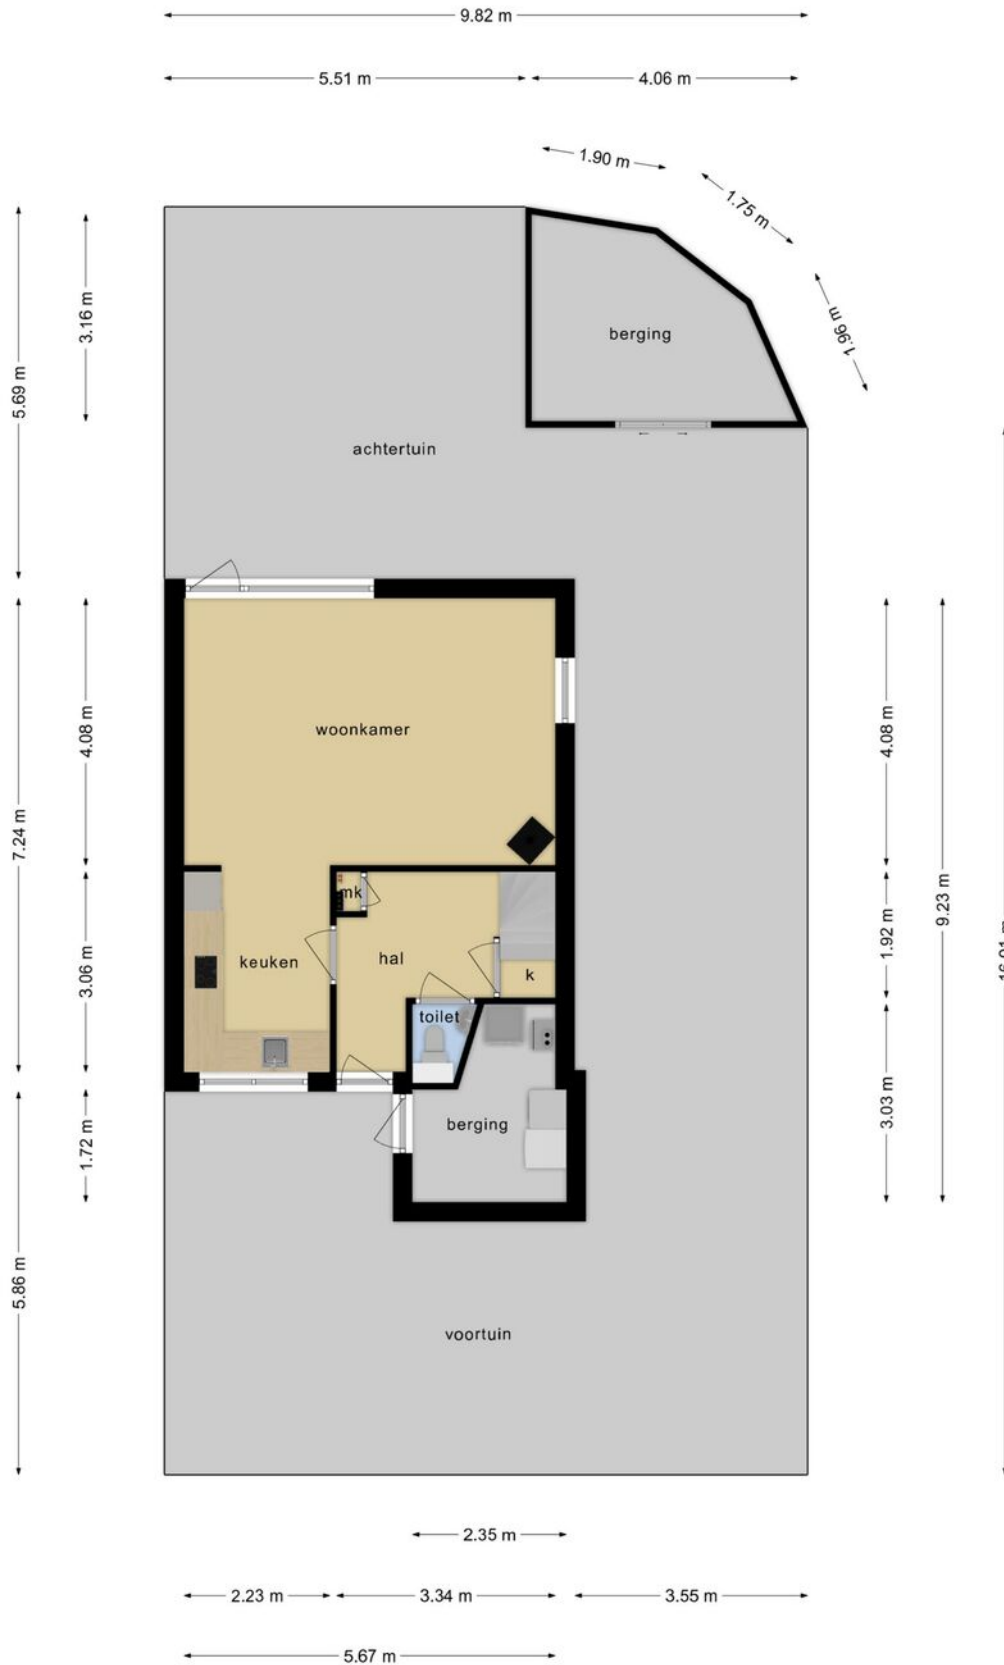 9.82 m
5.51 m
4.06 m
1.90 m
1.75 m
1.96 m
3.16 m
5.69 m
berging
achtertuin
woonkamer
4.08 m
4.08 m
7.24 m
9.23 m
mk
hal
keuken
k
1.92 m
3.06 m
toilet
berging
3.03 m
1.72 m
5.86 m
voortuin
2.35 m
2.23 m
3.34 m
3.55 m
5.67 m